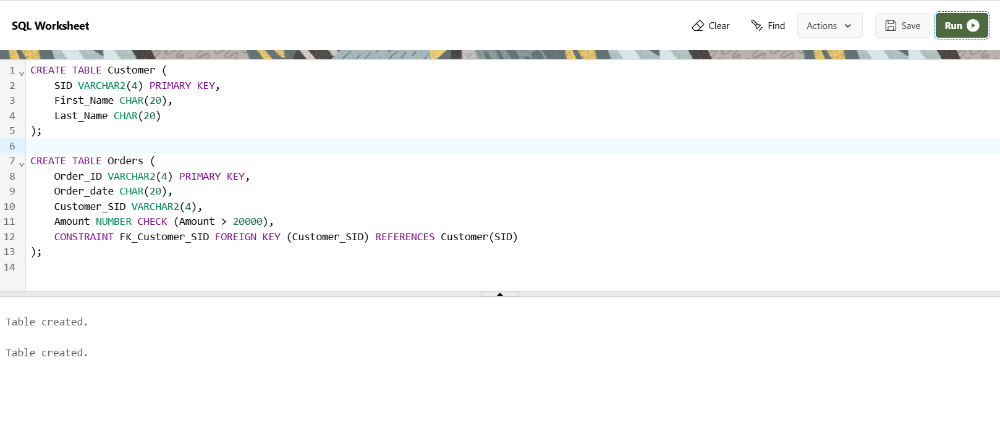 SQL Worksheet
Clear Find Actions Save Run
1 CREATE TABLE Customer (
2     SID VARCHAR2(4) PRIMARY KEY,
3     First_Name CHAR(20),
4     Last_Name CHAR(20)
5 );
6
7 CREATE TABLE Orders (
8     Order_ID VARCHAR2(4) PRIMARY KEY,
9     Order_date CHAR(20),
10     Customer_SID VARCHAR2(4),
11     Amount NUMBER CHECK (Amount > 20000),
12     CONSTRAINT FK_Customer_SID FOREIGN KEY (Customer_SID) REFERENCES Customer(SID)
13 );
14
Table created.
Table created.